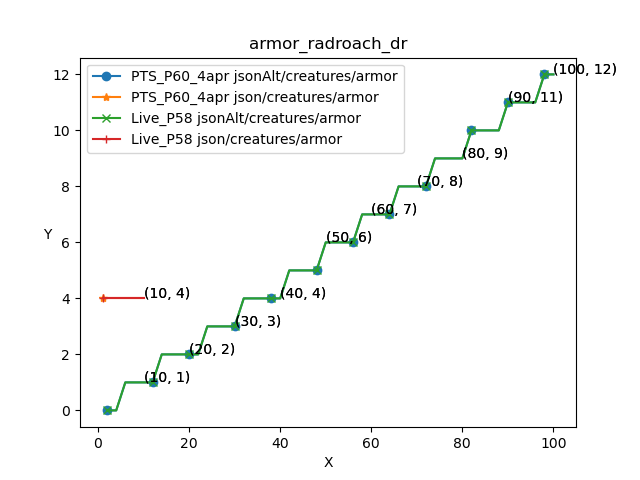 armor_radroach_dr
PTS_P60_4apr jsonAlt/creatures/armor
PTS_P60_4apr json/creatures/armor
Live_P58 jsonAlt/creatures/armor
Live_P58 json/creatures/armor
(100, 12)
(90, 11)
(80, 9)
(70, 8)
(60, 7)
(50, 6)
(40, 4)
(10, 4)
(30, 3)
(20, 2)
(10, 1)
12
10
8
6
4
2
0
Y
0 20 40 60 80 100
X